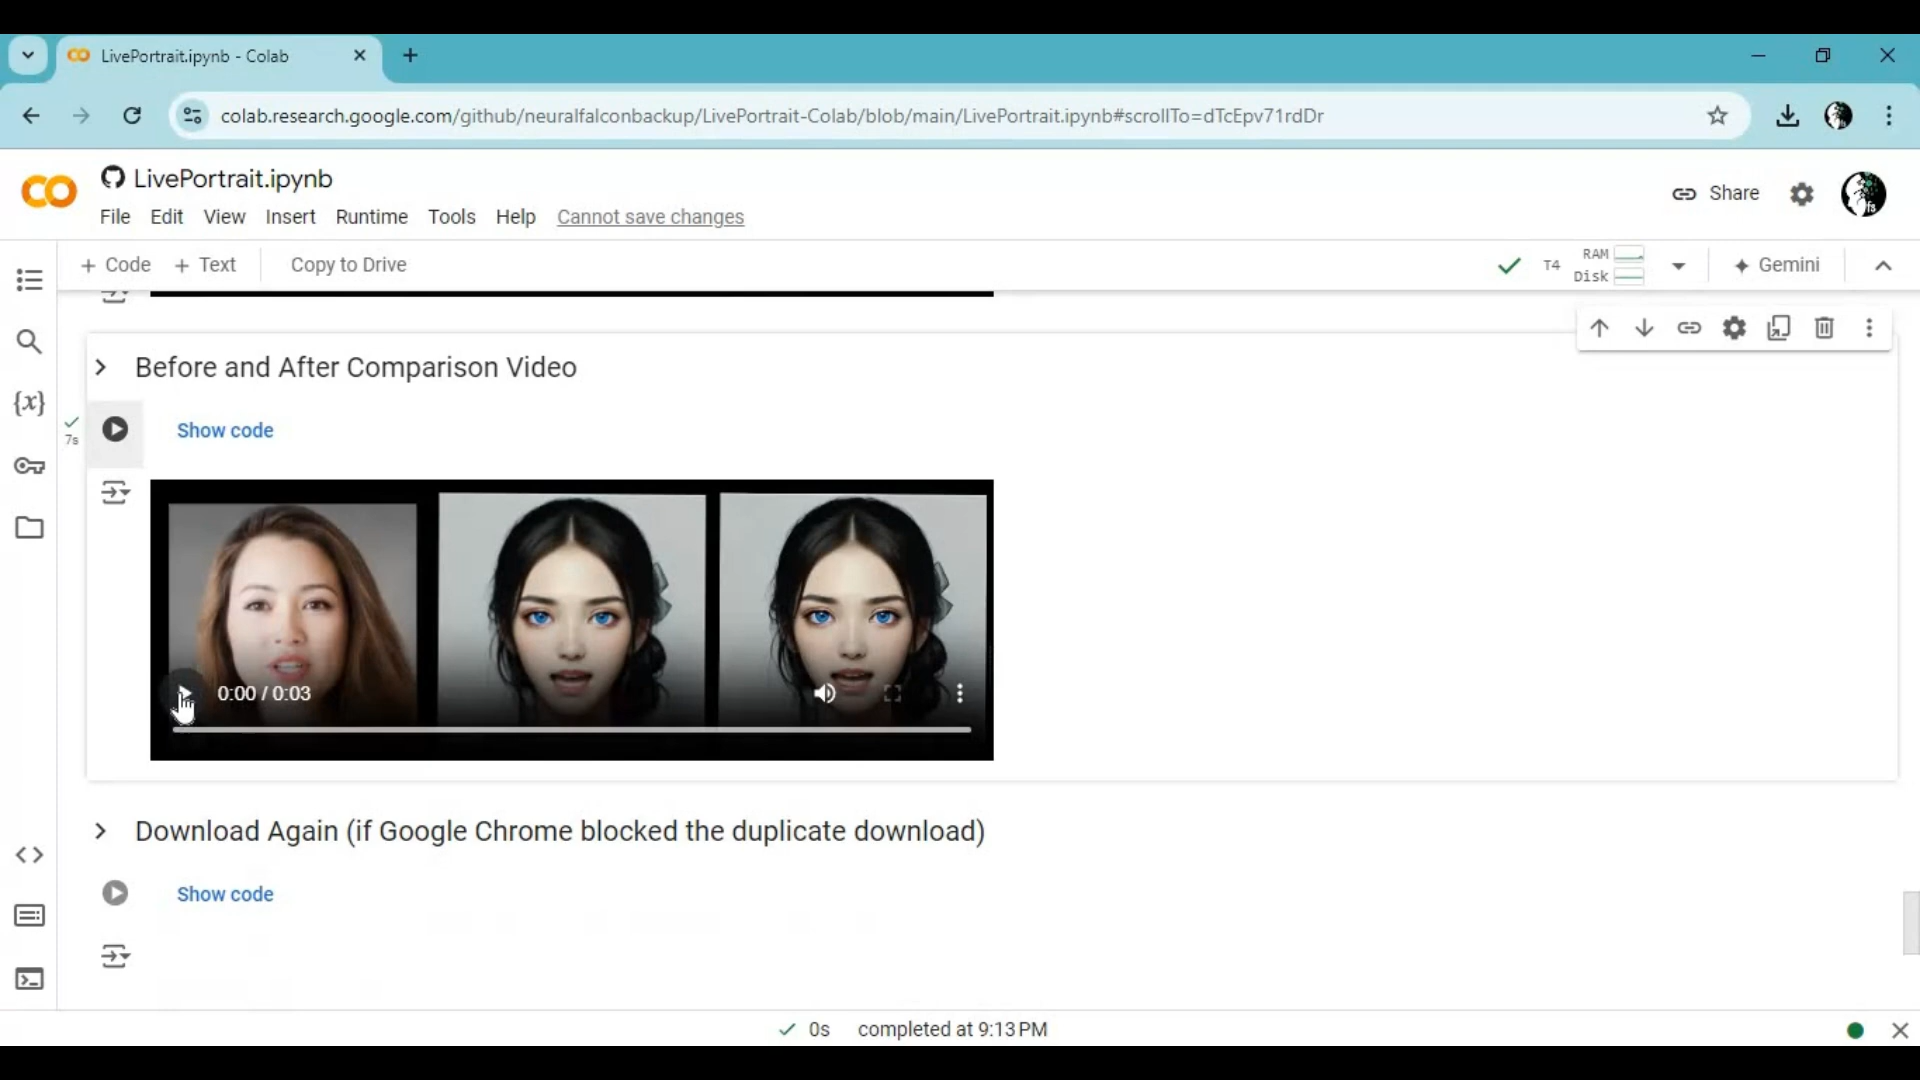 LivePortrait.ipynb - Colab
colab.research.google.com/github/neuralfalconbackup/LivePortrait-Colab/blob/main/LivePortrait.ipynb#scrollTo=dTcEpv71rdDr
LivePortrait.ipynb
Share
File Edit View Insert Runtime Tools Help Cannot save changes
+ Code + Text Copy to Drive
T4 RAM
Disk
Gemini
Before and After Comparison Video
{x}
7s
Show code
0:00 / 0:03
Download Again (if Google Chrome blocked the duplicate download)
Show code
0s completed at 9:13 PM